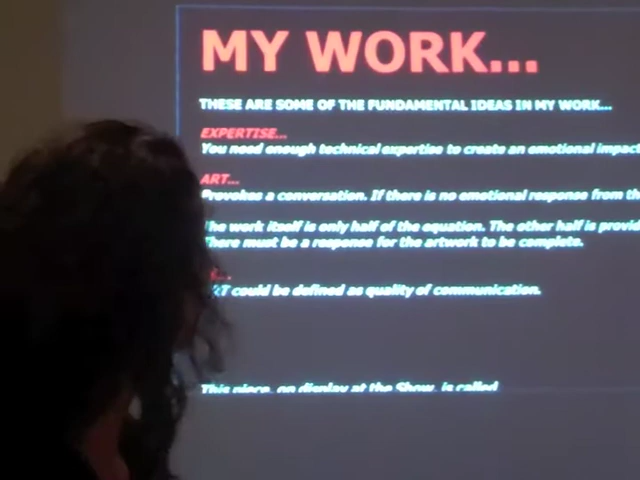 MY WORK...
THESE ARE SOME OF THE FUNDAMENTAL IDEAS IN MY WORK...
EXPERTISE...
You need enough technical expertise to create an emotional impact
ART...
Provokes a conversation. If there is no emotional response from th
he work itself is only half of the equation. The other half is provid
There must be a response for the artwork to be complete.
could be defined as quality of communication.
This piece, on display at the Show, is called